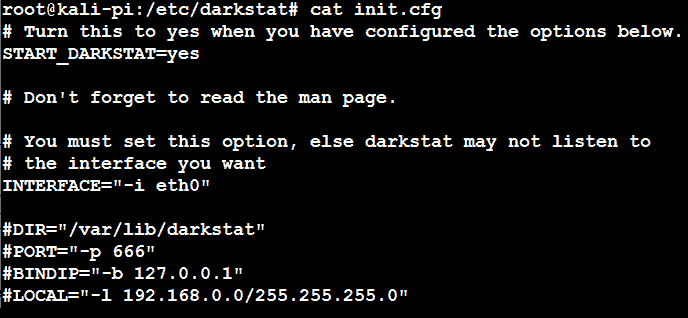 root@kali-pi:/etc/darkstat# cat init.cfg
# Turn this to yes when you have configured the options below.
START_DARKSTAT=yes
# Don't forget to read the man page.
# You must set this option, else darkstat may not listen to
# the interface you want
INTERFACE="-i eth0"
#DIR="/var/lib/darkstat"
#PORT="-p 666"
#BINDIP="-b 127.0.0.1"
#LOCAL="-l 192.168.0.0/255.255.255.0"